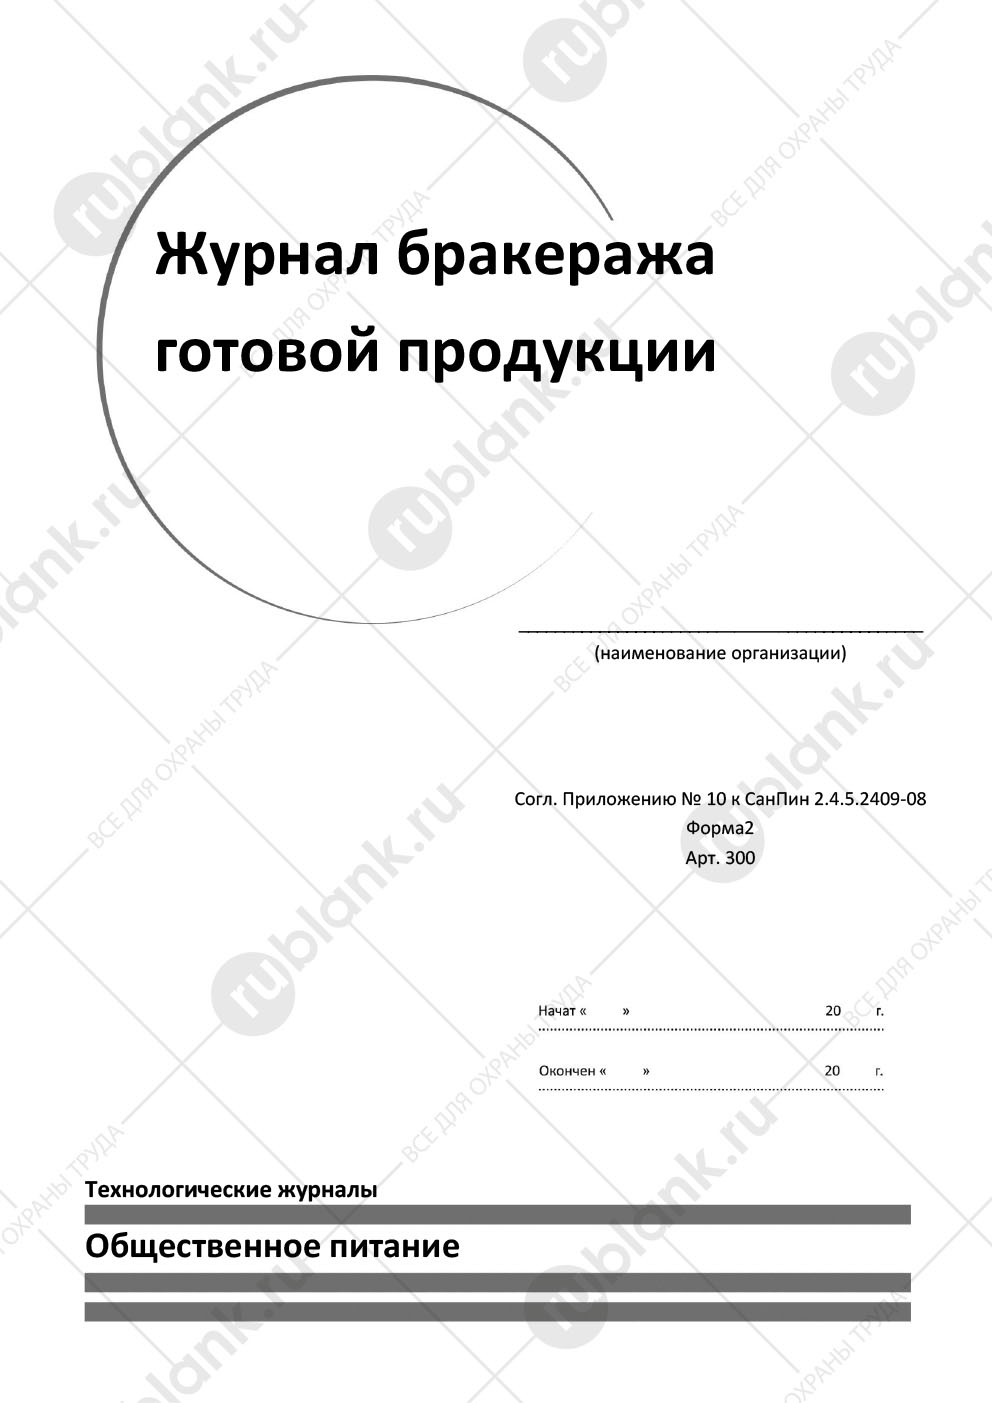 Журнал бракеража
готовой продукции
(наименование организации)
Согл. Приложению № 10 к СанПин 2.4.5.2409-08
Форма2
Арт. 300
Начат « » 20 г.
Окончен « » 20 г.
Технологические журналы
Общественное питание
rublank.ru
ВСЕ ДЛЯ ОХРАНЫ ТРУДА